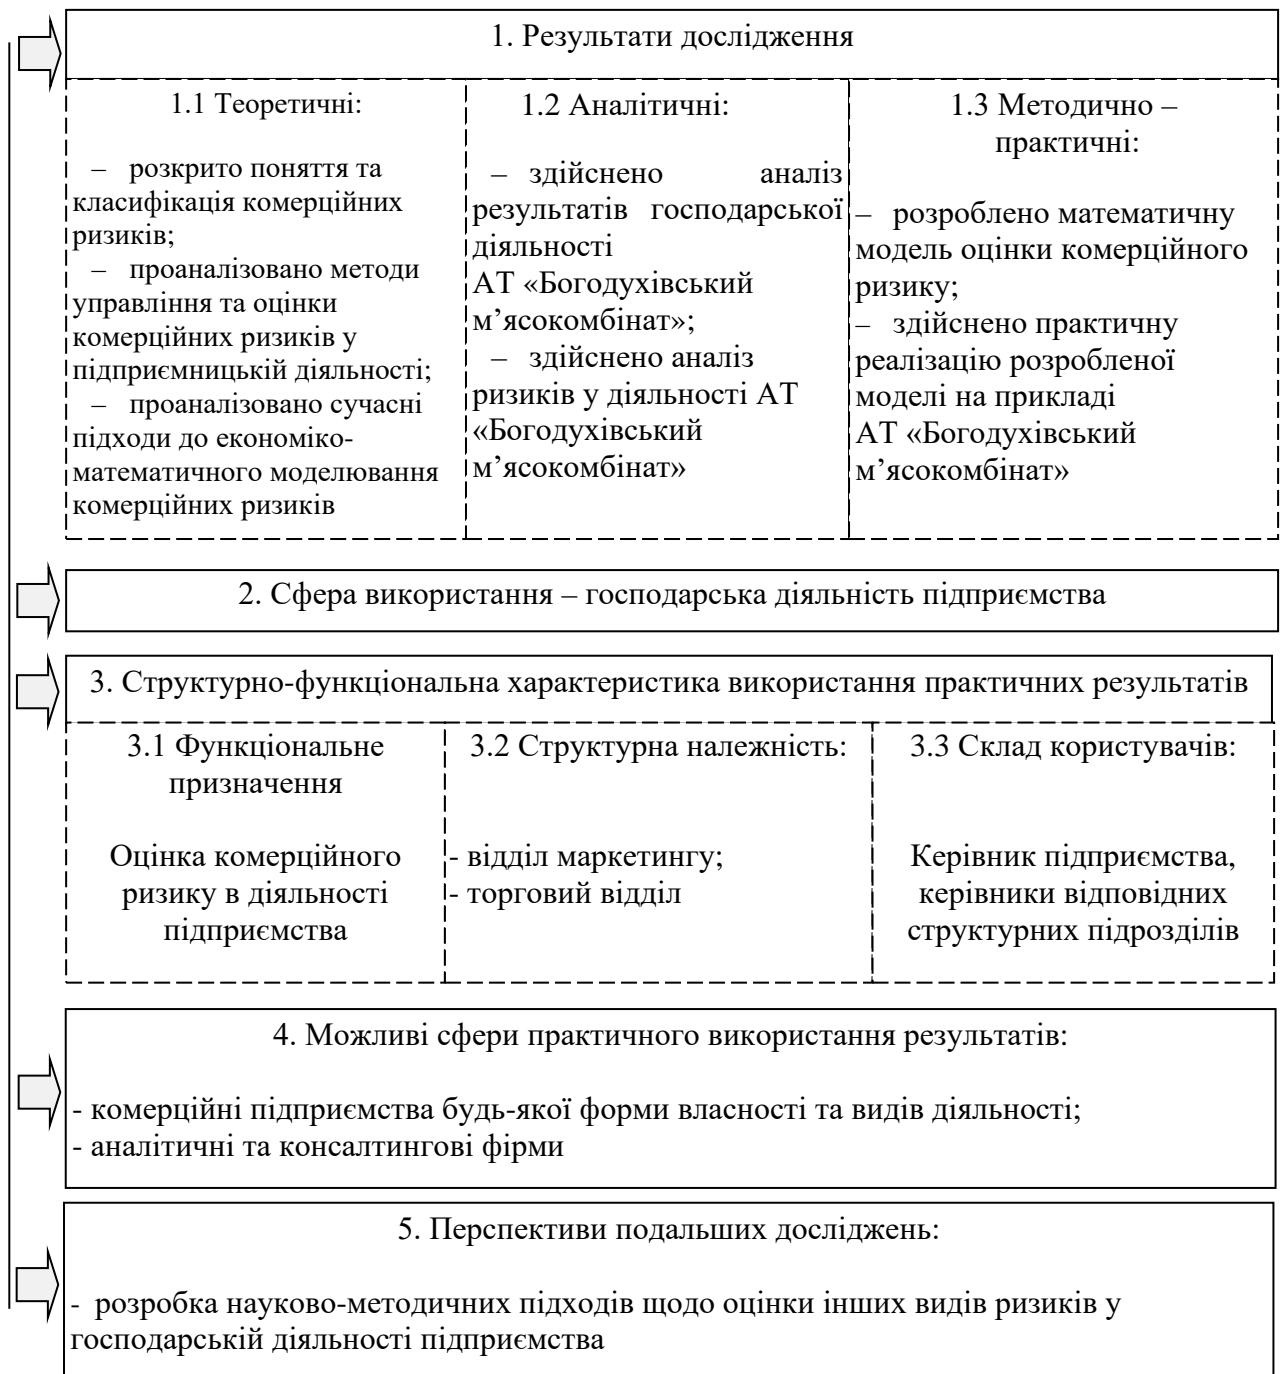 1. Результати дослідження
1.1 Теоретичні:
– розкрито поняття та
класифікація комерційних
ризиків;
– проаналізовано методи
управління та оцінки
комерційних ризиків у
підприємницькій діяльності;
– проаналізовано сучасні
підходи до економіко-
математичного моделювання
комерційних ризиків
1.2 Аналітичні:
– здійснено аналіз
результатів господарської
діяльності
АТ «Богодухівський
м’ясокомбінат»;
– здійснено аналіз
ризиків у діяльності АТ
«Богодухівський
м’ясокомбінат»
1.3 Методично –
практичні:
– розроблено математичну
модель оцінки комерційного
ризику;
– здійснено практичну
реалізацію розробленої
моделі на прикладі
АТ «Богодухівський
м’ясокомбінат»
2. Сфера використання – господарська діяльність підприємства
3. Структурно-функціональна характеристика використання практичних результатів
3.1 Функціональне
призначення
Оцінка комерційного
ризику в діяльності
підприємства
3.2 Структурна належність:
- відділ маркетингу;
- торговий відділ
3.3 Склад користувачів:
Керівник підприємства,
керівники відповідних
структурних підрозділів
4. Можливі сфери практичного використання результатів:
- комерційні підприємства будь-якої форми власності та видів діяльності;
- аналітичні та консалтингові фірми
5. Перспективи подальших досліджень:
- розробка науково-методичних підходів щодо оцінки інших видів ризиків у
господарській діяльності підприємства